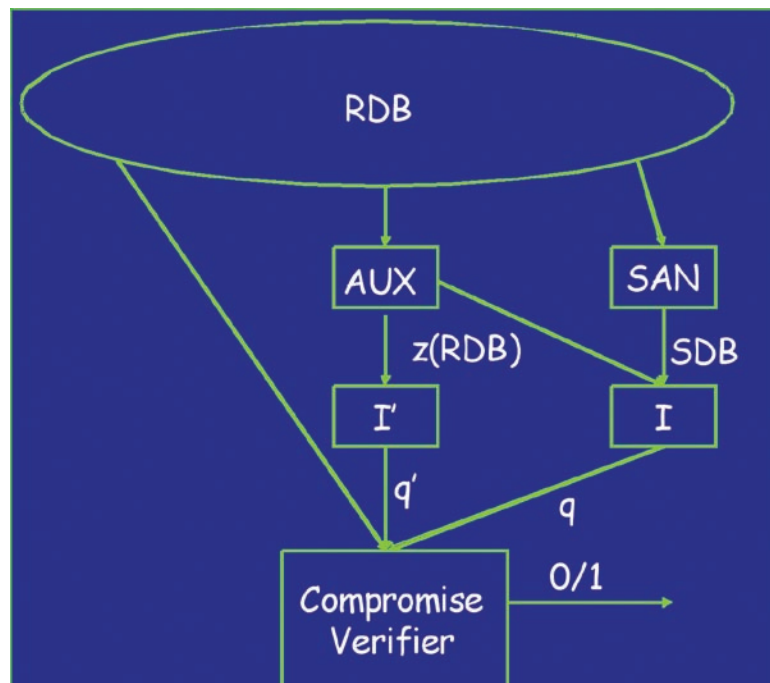 RDB
AUX
SAN
z(RDB)
SDB
I'
I
q'
q
0/1
Compromise
Verifier